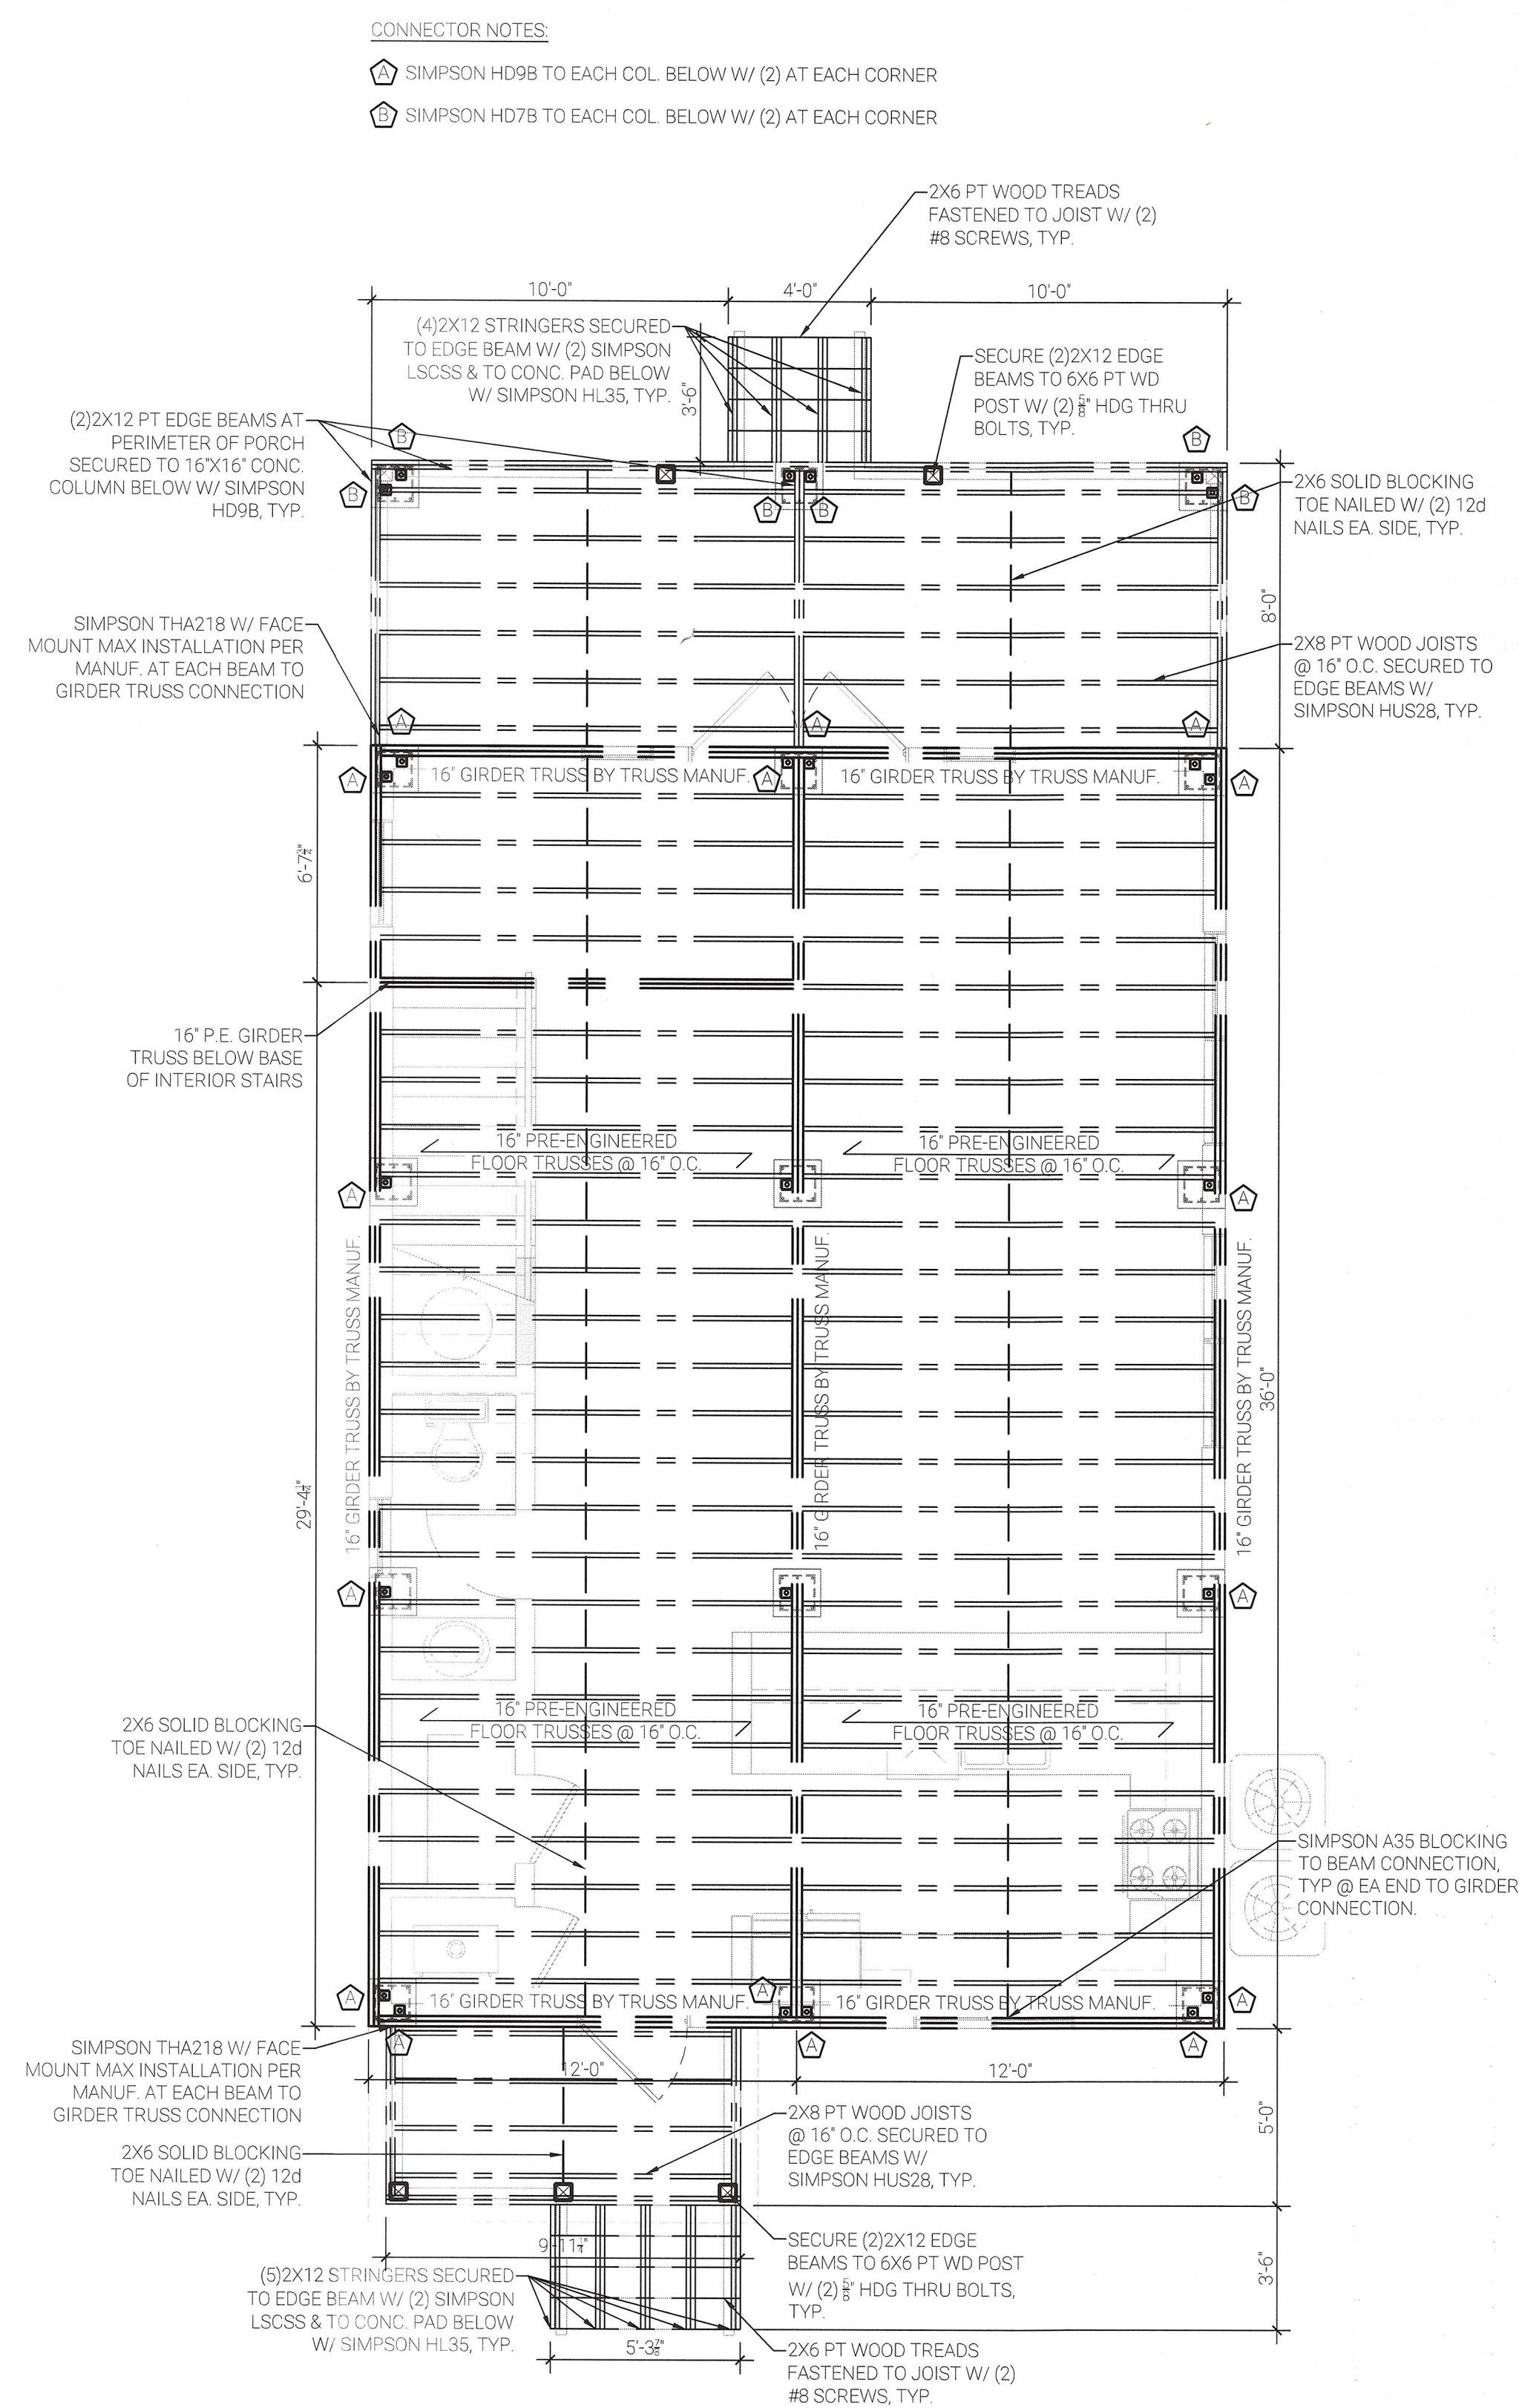 CONNECTOR NOTES:
A SIMPSON HD9B TO EACH COL. BELOW W/ (2) AT EACH CORNER
B SIMPSON HD7B TO EACH COL. BELOW W/ (2) AT EACH CORNER
2X6 PT WOOD TREADS
FASTENED TO JOIST W/ (2)
#8 SCREWS, TYP.
10'-0"
4'-0"
10'-0"
(4)2X12 STRINGERS SECURED
TO EDGE BEAM W/ (2) SIMPSON
LSCSS & TO CONC. PAD BELOW
W/ SIMPSON HL35, TYP.
3'-6"
SECURE (2)2X12 EDGE
BEAMS TO 6X6 PT WD
POST W/ (2) 5/8" HDG THRU
BOLTS, TYP.
(2)2X12 PT EDGE BEAMS AT
PERIMETER OF PORCH
SECURED TO 16"X16" CONC.
COLUMN BELOW W/ SIMPSON
HD9B, TYP.
B
B
B
B
B
B
2X6 SOLID BLOCKING
TOE NAILED W/ (2) 12d
NAILS EA. SIDE, TYP.
8'-0"
SIMPSON THA218 W/ FACE
MOUNT MAX INSTALLATION PER
MANUF. AT EACH BEAM TO
GIRDER TRUSS CONNECTION
2X8 PT WOOD JOISTS
@ 16" O.C. SECURED TO
EDGE BEAMS W/
SIMPSON HUS28, TYP.
A
A
A
A
16" GIRDER TRUSS BY TRUSS MANUF.
A
16" GIRDER TRUSS BY TRUSS MANUF.
A
6'-7 3/4"
16" P.E. GIRDER
TRUSS BELOW BASE
OF INTERIOR STAIRS
16" PRE-ENGINEERED
FLOOR TRUSSES @ 16" O.C.
16" PRE-ENGINEERED
FLOOR TRUSSES @ 16" O.C.
A
A
16" GIRDER TRUSS BY TRUSS MANUF.
16" GIRDER TRUSS BY TRUSS MANUF.
16" GIRDER TRUSS BY TRUSS MANUF.
36'-0"
29'-4 1/4"
A
A
16" PRE-ENGINEERED
FLOOR TRUSSES @ 16" O.C.
16" PRE-ENGINEERED
FLOOR TRUSSES @ 16" O.C.
2X6 SOLID BLOCKING
TOE NAILED W/ (2) 12d
NAILS EA. SIDE, TYP.
SIMPSON A35 BLOCKING
TO BEAM CONNECTION,
TYP @ EA END TO GIRDER
CONNECTION.
A
16" GIRDER TRUSS BY TRUSS MANUF.
A
16" GIRDER TRUSS BY TRUSS MANUF.
A
A
A
A
SIMPSON THA218 W/ FACE
MOUNT MAX INSTALLATION PER
MANUF. AT EACH BEAM TO
GIRDER TRUSS CONNECTION
12'-0"
12'-0"
2X8 PT WOOD JOISTS
@ 16" O.C. SECURED TO
EDGE BEAMS W/
SIMPSON HUS28, TYP.
5'-0"
2X6 SOLID BLOCKING
TOE NAILED W/ (2) 12d
NAILS EA. SIDE, TYP.
SECURE (2)2X12 EDGE
BEAMS TO 6X6 PT WD POST
W/ (2) 5/8" HDG THRU BOLTS,
TYP.
3'-6"
(5)2X12 STRINGERS SECURED
TO EDGE BEAM W/ (2) SIMPSON
LSCSS & TO CONC. PAD BELOW
W/ SIMPSON HL35, TYP.
5'-3 7/8"
2X6 PT WOOD TREADS
FASTENED TO JOIST W/ (2)
#8 SCREWS, TYP.